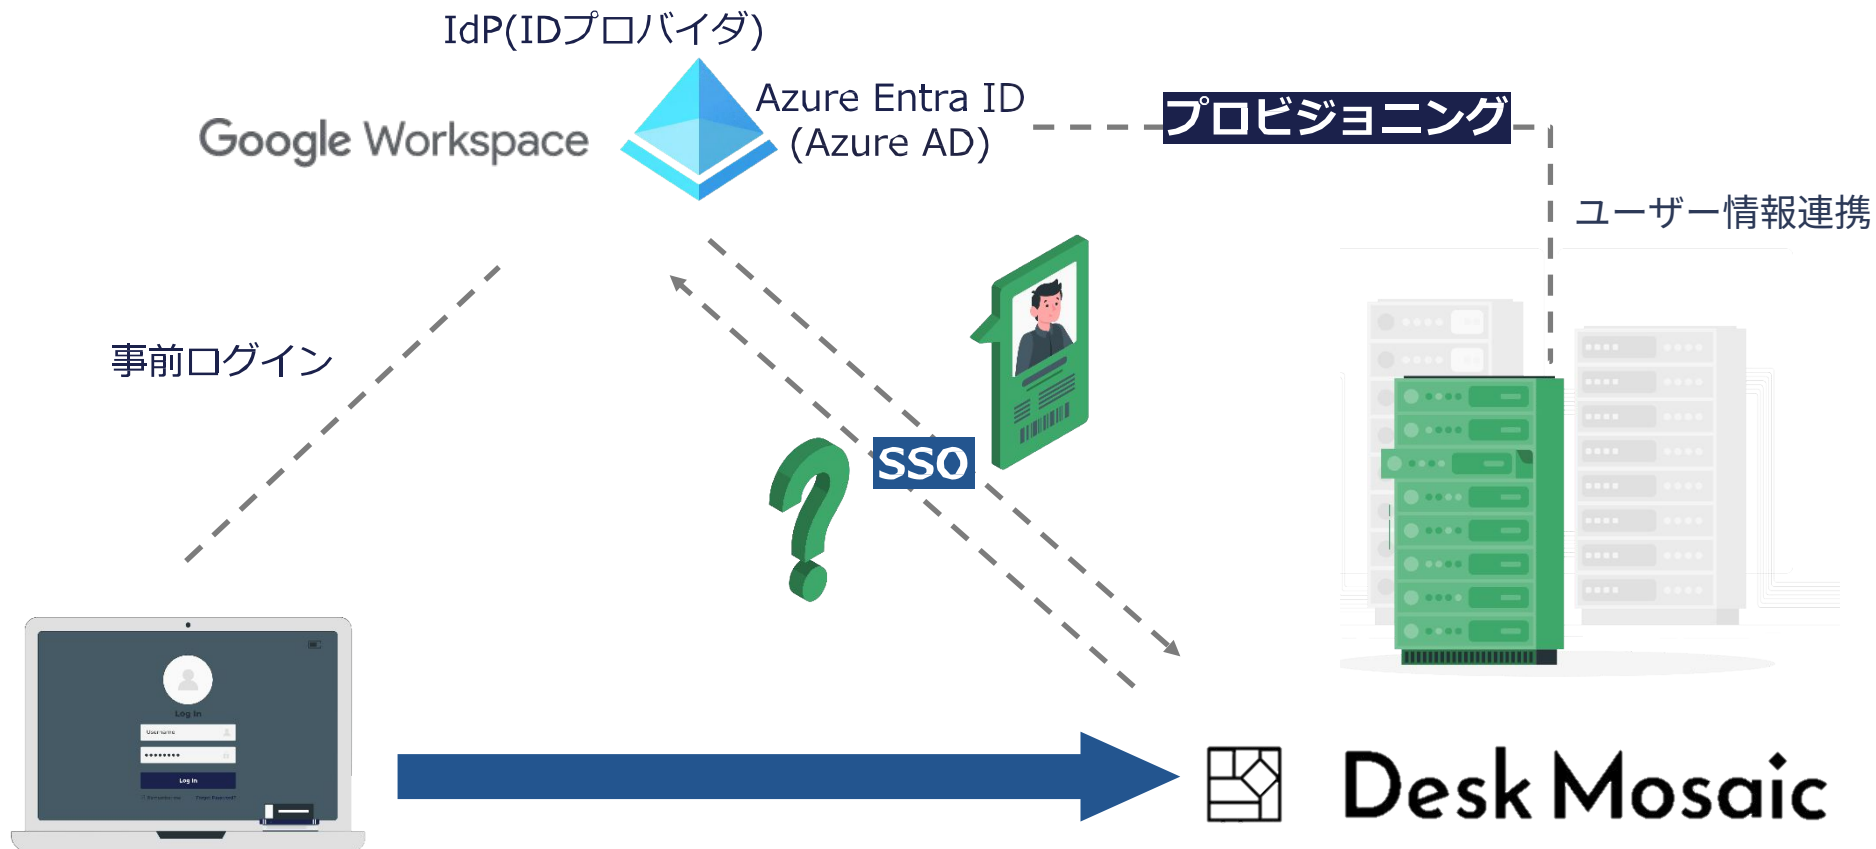 IdP(IDプロバイダ)
Google Workspace
Azure Entra ID
(Azure AD)
プロビジョニング
ユーザー情報連携
事前ログイン
SSO
Log In
Username
Log In
Desk Mosaic